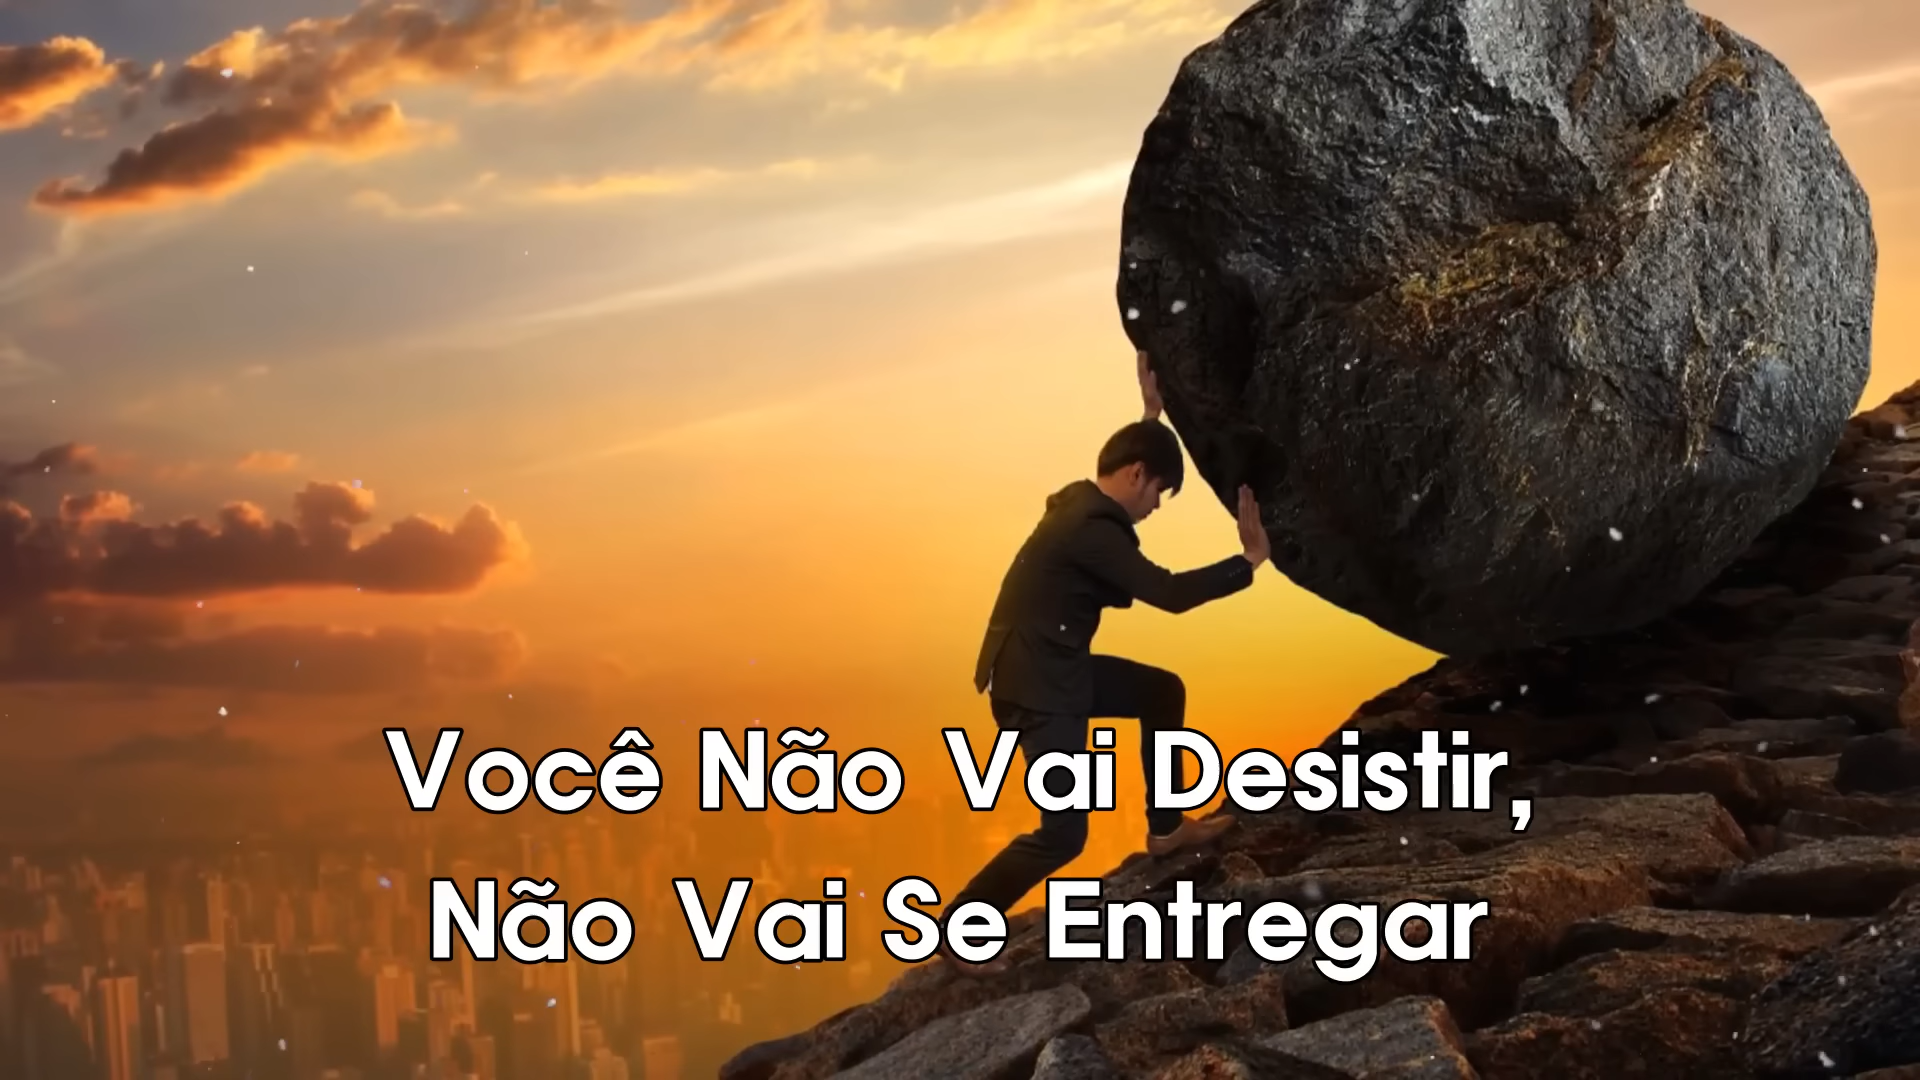 Você Não Vai Desistir,
Não Vai Se Entregar